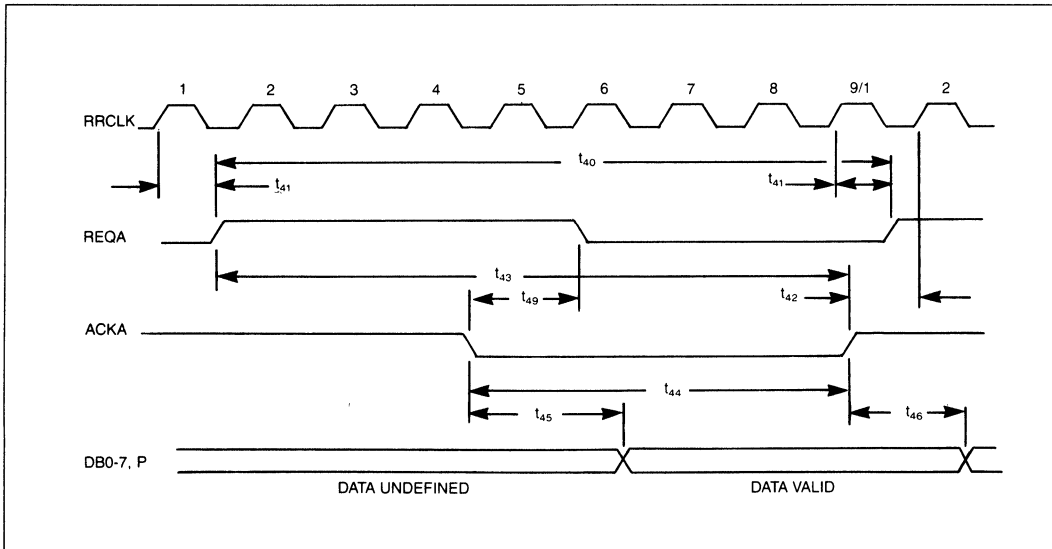 1 2 3 4 5 6 7 8 9/1 2
RRCLK
t40
t41 t41
REQA
t43
t49 t42
ACKA
t44
t45 t46
DB0-7, P
DATA UNDEFINED DATA VALID